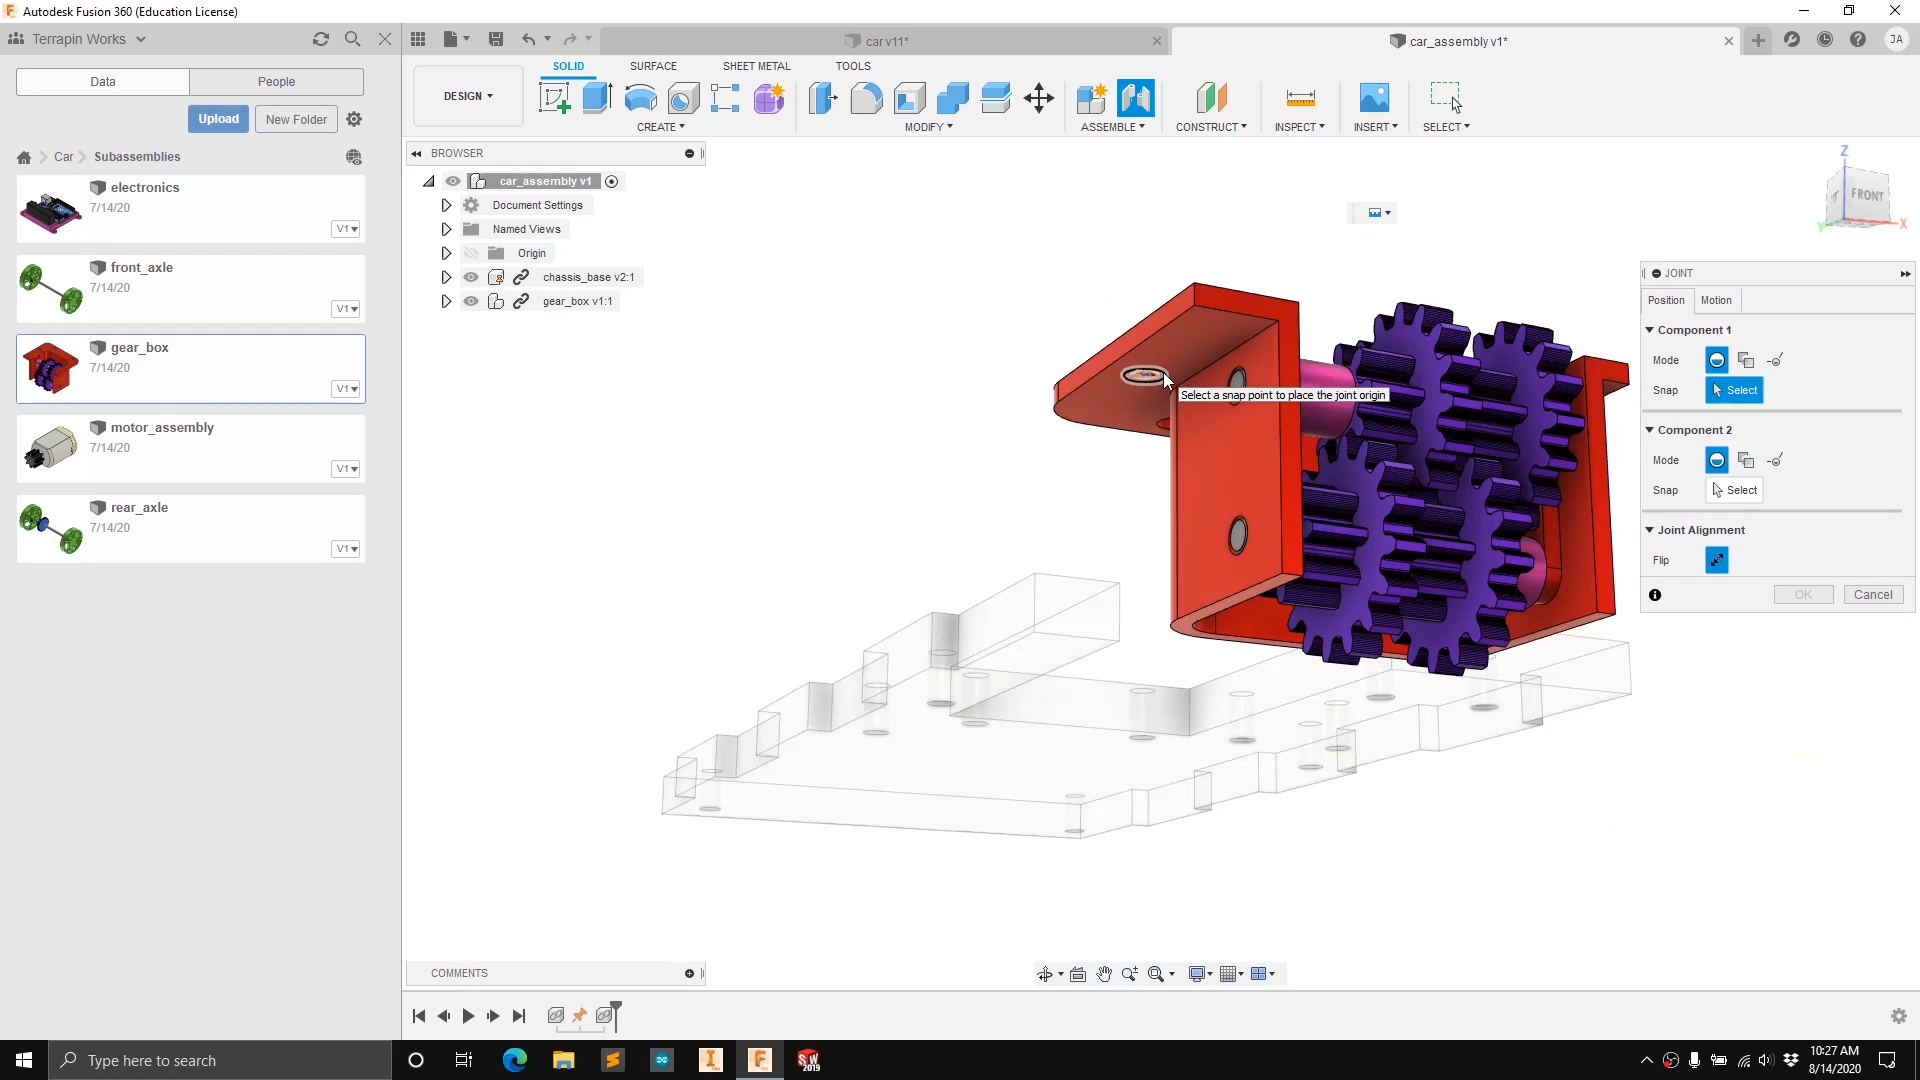 Autodesk Fusion 360 (Education License)
Terrapin Works
car v11*
car_assembly v1*
JA
Data
People
Upload
New Folder
Car
Subassemblies
electronics
7/14/20
V1
front_axle
7/14/20
V1
gear_box
7/14/20
V1
motor_assembly
7/14/20
V1
rear_axle
7/14/20
V1
SOLID
SURFACE
SHEET METAL
TOOLS
DESIGN
CREATE
MODIFY
ASSEMBLE
CONSTRUCT
INSPECT
INSERT
SELECT
BROWSER
car_assembly v1
Document Settings
Named Views
Origin
chassis_base v2:1
gear_box v1:1
Z
FRONT
X
Y
Select a snap point to place the joint origin
JOINT
Position
Motion
Component 1
Mode
Snap
Select
Component 2
Mode
Snap
Select
Joint Alignment
Flip
OK
Cancel
COMMENTS
Type here to search
SW
2019
10:27 AM
8/14/2020